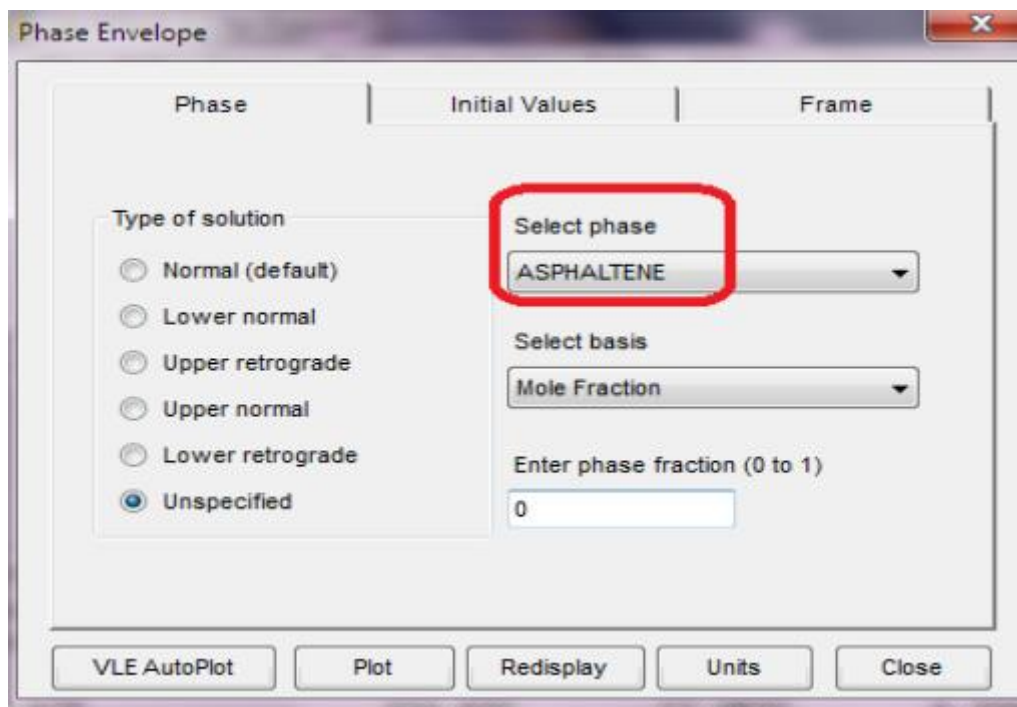 Phase Envelope
Phase
Initial Values
Frame
Type of solution
Normal (default)
Lower normal
Upper retrograde
Upper normal
Lower retrograde
Unspecified
Select phase
ASPHALTENE
Select basis
Mole Fraction
Enter phase fraction (0 to 1)
0
VLE AutoPlot
Plot
Redisplay
Units
Close